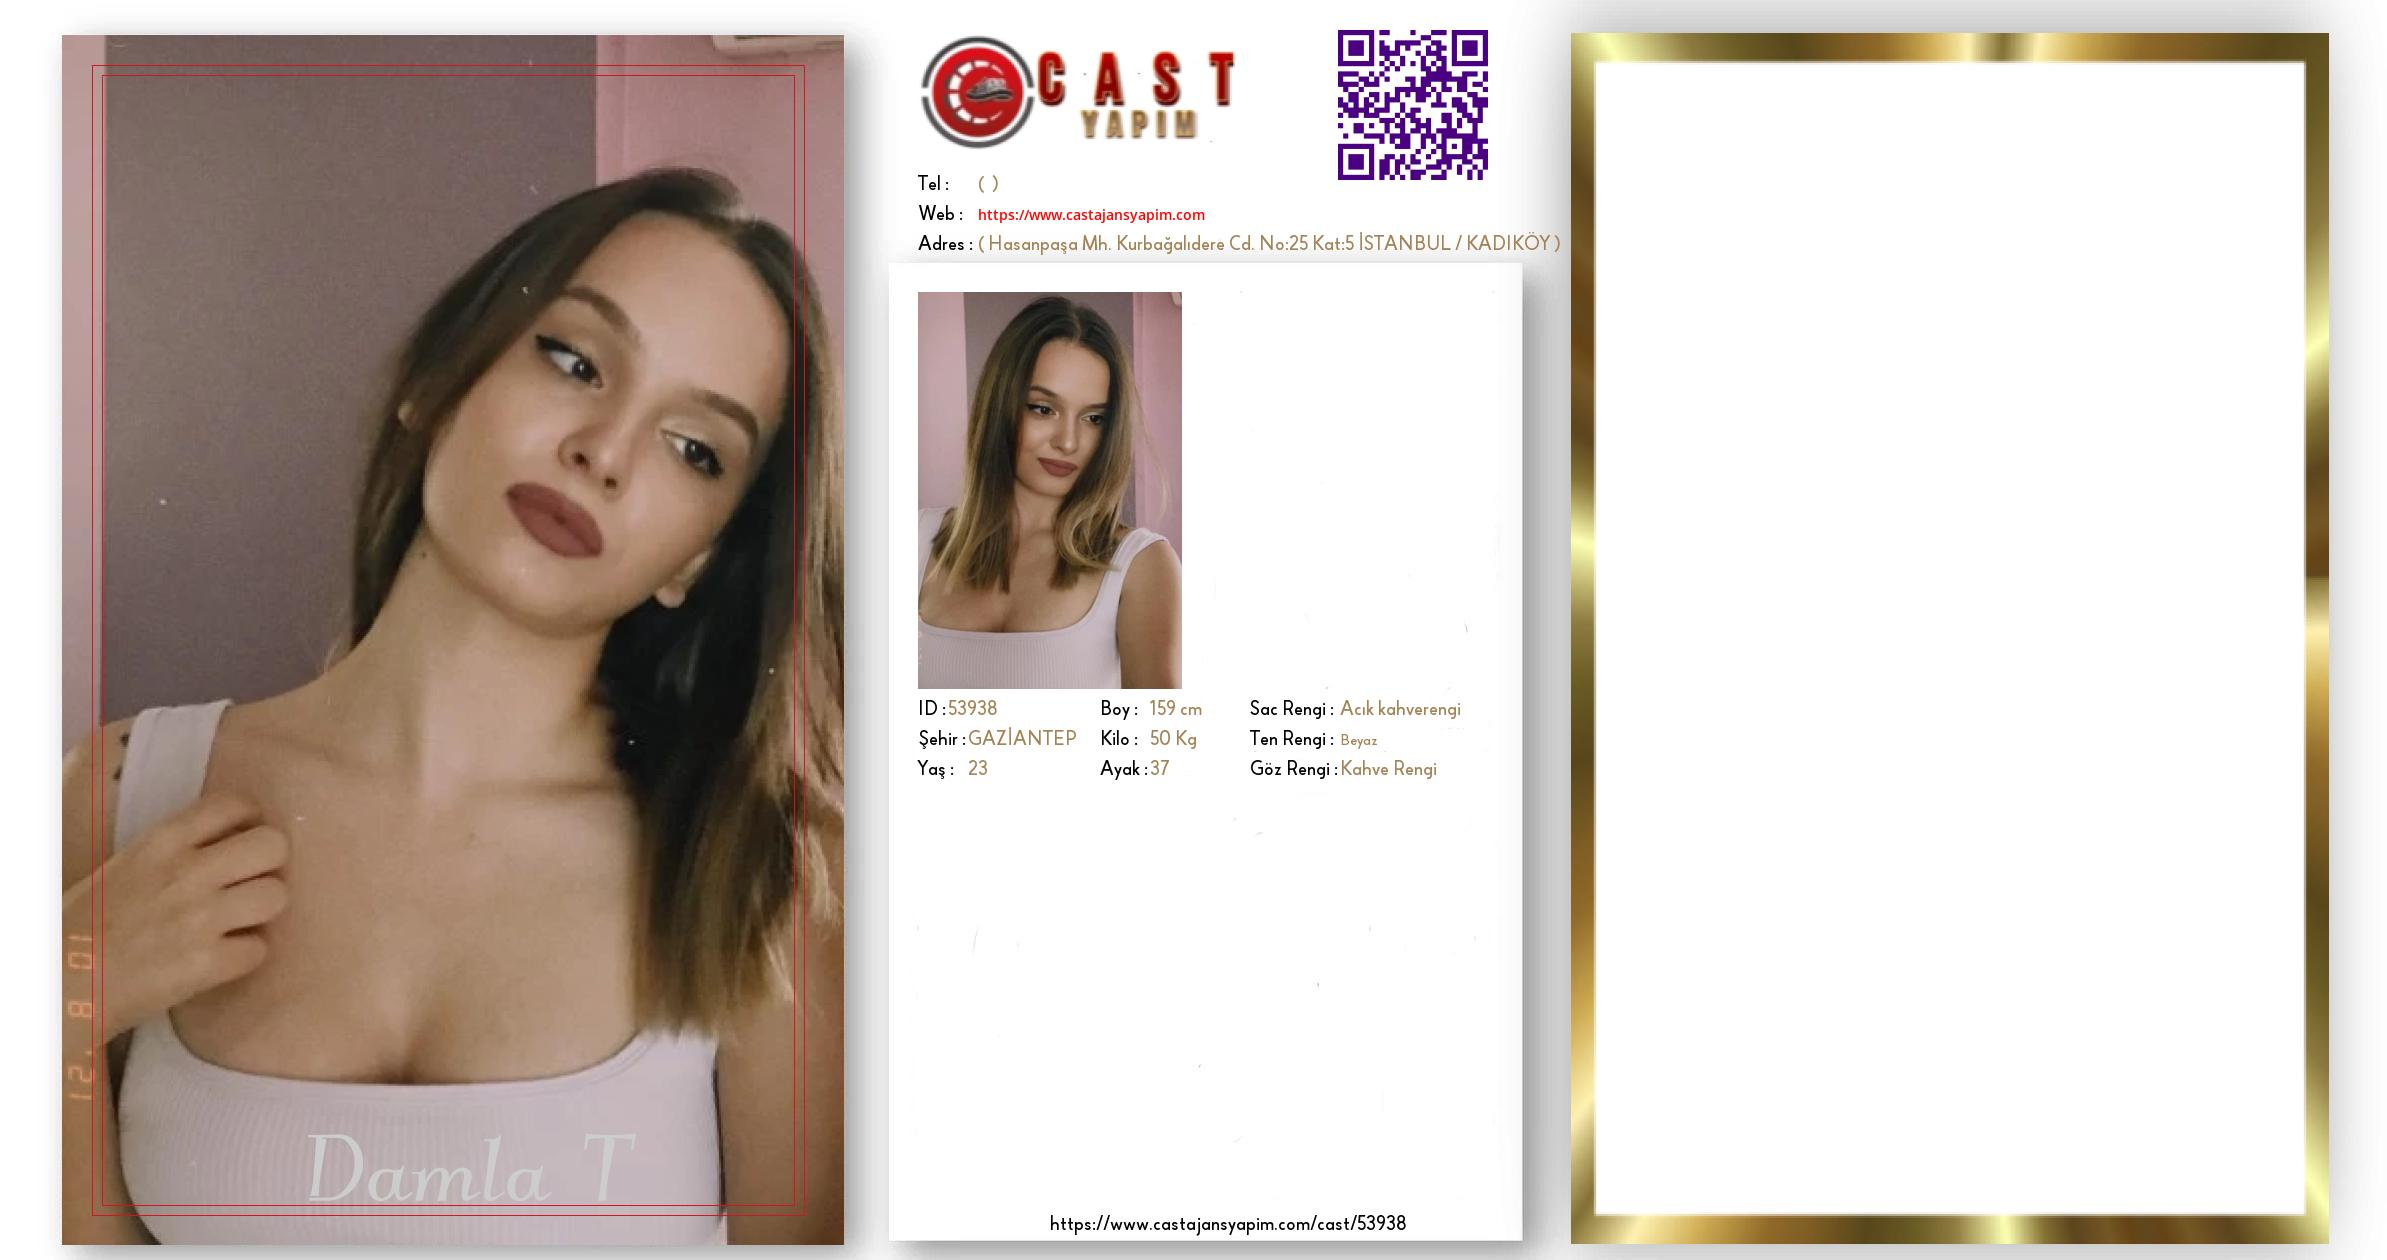 Damla T
12. 8 01
CAST
YAPIM
Tel : ( )
Web : https://www.castajansyapim.com
Adres : ( Hasanpaşa Mh. Kurbağalıdere Cd. No:25 Kat:5 İSTANBUL / KADIKÖY )
ID : 53938 Boy : 159 cm Sac Rengi : Acık kahverengi
Şehir : GAZİANTEP Kilo : 50 Kg Ten Rengi : Beyaz
Yaş : 23 Ayak : 37 Göz Rengi : Kahve Rengi
https://www.castajansyapim.com/cast/53938